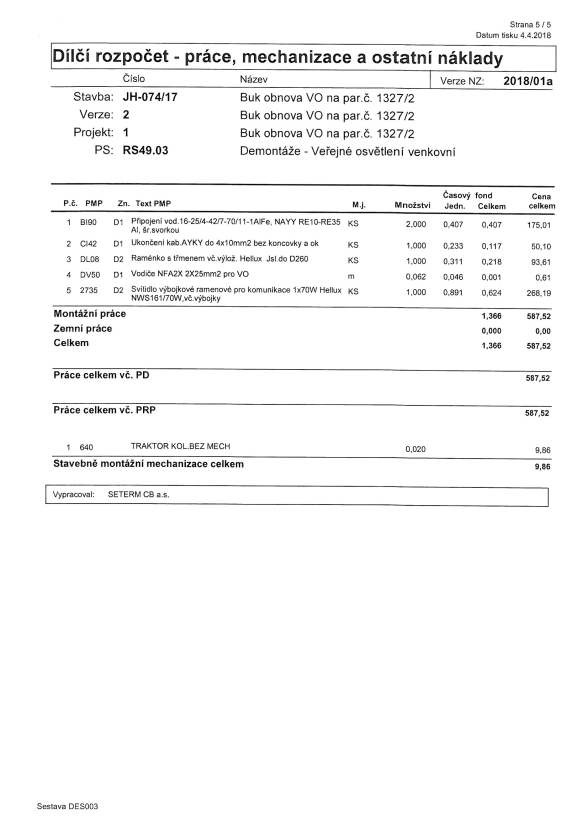 Strana 5 / 5
Datum tisku 4.4.2018
Dílčí rozpočet - práce, mechanizace a ostatní náklady
Číslo Název Verze NZ: 2018/01a
Stavba: JH-074/17 Buk obnova VO na par.č. 1327/2
Verze: 2 Buk obnova VO na par.č. 1327/2
Projekt: 1 Buk obnova VO na par.č. 1327/2
PS: RS49.03 Demontáže - Veřejné osvětlení venkovní
Časový fond Cena
P.č. PMP Zn. Text PMP M.j. Množství Jedn. Celkem celkem
1 BI90 D1 Připojení vod.16-25/4-42/7-70/11-1AlFe, NAYY RE10-RE35 KS 2,000 0,407 0,407 175,01
Al, šr.svorkou
2 CI42 D1 Ukončení kab.AYKY do 4x10mm2 bez koncovky a ok KS 1,000 0,233 0,117 50,10
3 DL08 D2 Raménko s třmenem vč.výlož. Hellux Jsl.do D260 KS 1,000 0,311 0,218 93,61
4 DV50 D1 Vodiče NFA2X 2X25mm2 pro VO m 0,062 0,046 0,001 0,61
5 2735 D2 Svítidlo výbojkové ramenové pro komunikace 1x70W Hellux KS 1,000 0,891 0,624 268,19
NWS161/70W,vč.výbojky
Montážní práce 1,366 587,52
Zemní práce 0,000 0,00
Celkem 1,366 587,52
Práce celkem vč. PD 587,52
Práce celkem vč. PRP 587,52
1 640 TRAKTOR KOL.BEZ MECH 0,020 9,86
Stavebně montážní mechanizace celkem 9,86
Vypracoval: SETERM CB a.s.
Sestava DES003